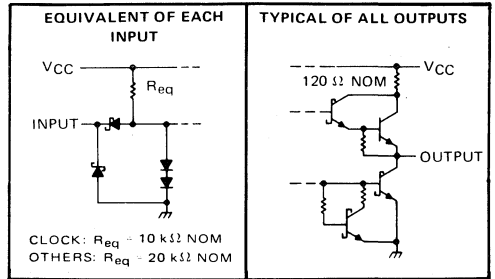 EQUIVALENT OF EACH
INPUT
VCC
Req
INPUT
CLOCK: Req = 10 kΩ NOM
OTHERS: Req = 20 kΩ NOM
TYPICAL OF ALL OUTPUTS
VCC
120 Ω NOM
OUTPUT